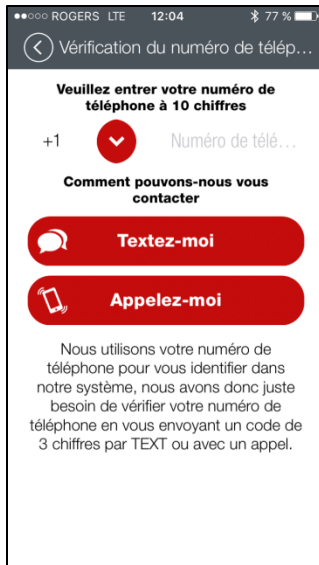 ROGERS LTE 12:04 77 %
Vérification du numéro de télép...
Veuillez entrer votre numéro de
téléphone à 10 chiffres
+1 Numéro de télé...
Comment pouvons-nous vous
contacter
Textez-moi
Appelez-moi
Nous utilisons votre numéro de
téléphone pour vous identifier dans
notre système, nous avons donc juste
besoin de vérifier votre numéro de
téléphone en vous envoyant un code de
3 chiffres par TEXT ou avec un appel.